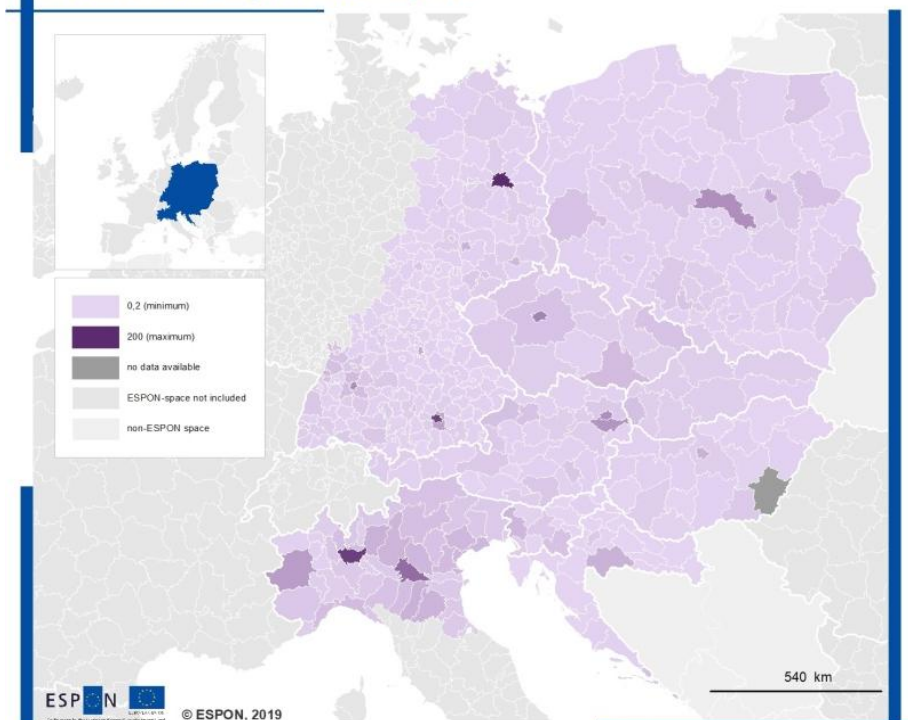 0,2 (minimum)
200 (maximum)
no data available
ESPON-space not included
non-ESPON space
540 km
ESPON
© ESPON, 2019